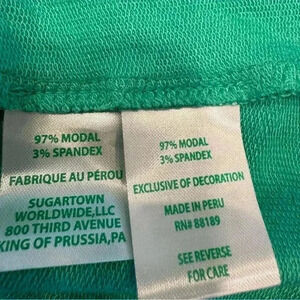 97% MODAL
3% SPANDEX
FABRIQUE AU PÉROU
SUGARTOWN
WORLDWIDE,LLC
800 THIRD AVENUE
KING OF PRUSSIA,PA
97% MODAL
3% SPANDEX
EXCLUSIVE OF DECORATION
MADE IN PERU
RN# 88189
SEE REVERSE
FOR CARE